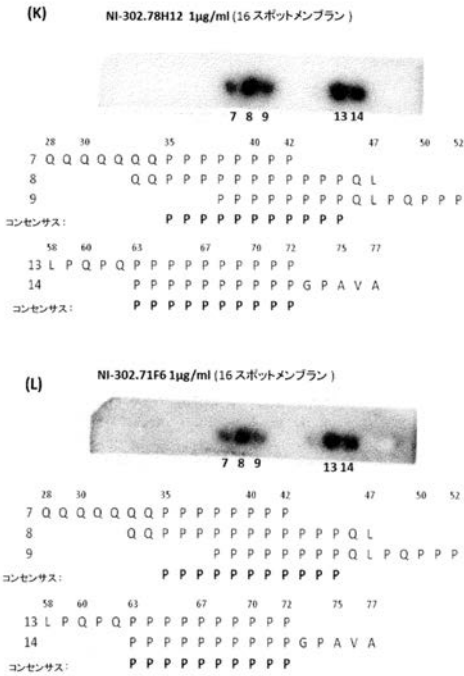 (K)
NI-302.78H12 1µg/ml (16 スポットメンブラン )
7 8 9 13 14
28 30 35 40 42 47 50 52
7 Q Q Q Q Q Q Q P P P P P P P P
8 Q Q P P P P P P P P P P P Q L
9 P P P P P P P P Q L P Q P P P
コンセンサス : P P P P P P P P P P P
58 60 63 67 70 72 75 77
13 L P Q P Q P P P P P P P P P P
14 P P P P P P P P P P G P A V A
コンセンサス : P P P P P P P P P P
(L)
NI-302.71F6 1µg/ml (16 スポットメンブラン )
7 8 9 13 14
28 30 35 40 42 47 50 52
7 Q Q Q Q Q Q Q P P P P P P P P
8 Q Q P P P P P P P P P P P Q L
9 P P P P P P P P Q L P Q P P P
コンセンサス : P P P P P P P P P P P
58 60 63 67 70 72 75 77
13 L P Q P Q P P P P P P P P P P
14 P P P P P P P P P P G P A V A
コンセンサス : P P P P P P P P P P